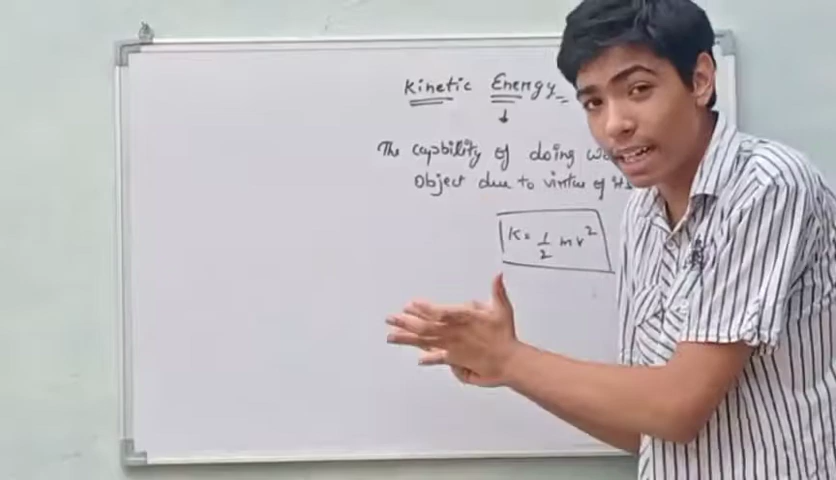 Kinetic Energy
The capability of doing
Object due to virtue of
K = 1/2 mv²